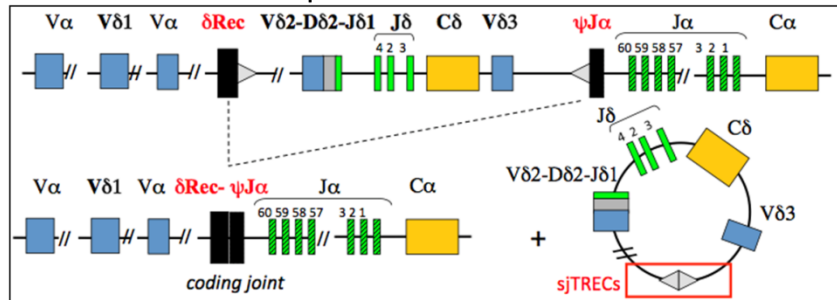 Vα Vδ1 Vα δRec Vδ2-Dδ2-Jδ1 Jδ Cδ Vδ3 ψJα Jα Cα
4 2 3 60 59 58 57 3 2 1
Jδ
4 2 3
Cδ
Vα Vδ1 Vα δRec- ψJα Jα Cα
Vδ2-Dδ2-Jδ1
60 59 58 57 3 2 1
Vδ3
+
sjTRECs
coding joint